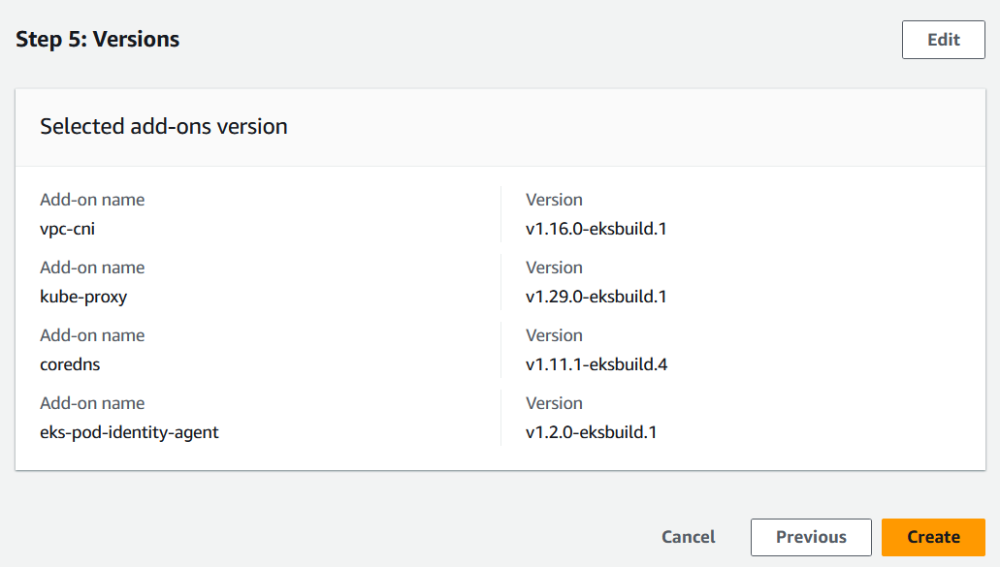 Step 5: Versions
Edit
Selected add-ons version
Add-on name
Version
vpc-cni
v1.16.0-eksbuild.1
Add-on name
Version
kube-proxy
v1.29.0-eksbuild.1
Add-on name
Version
coredns
v1.11.1-eksbuild.4
Add-on name
Version
eks-pod-identity-agent
v1.2.0-eksbuild.1
Cancel
Previous
Create